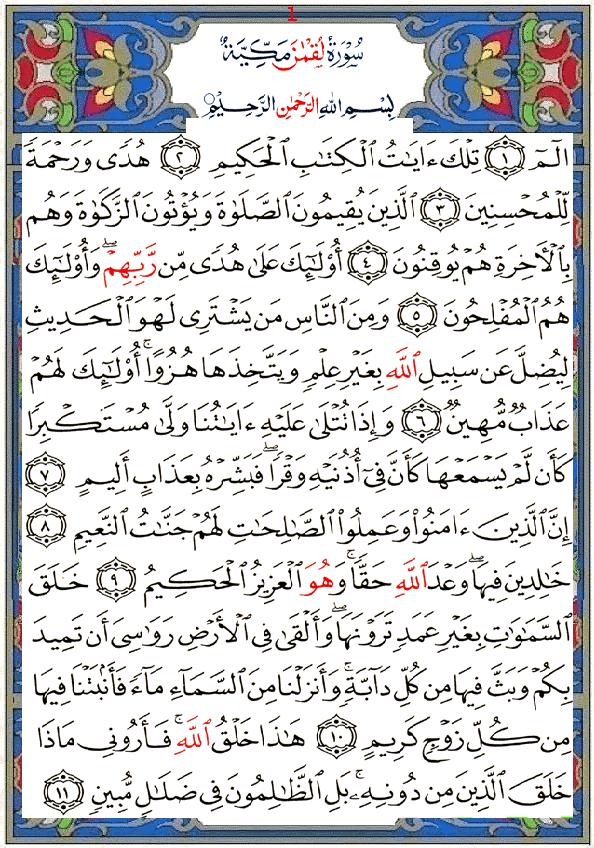 1
سُورَةُ لُقْمَٰنَ مَكِّيَّةٌ
بِسْمِ اللَّهِ الرَّحْمَٰنِ الرَّحِيمِ
الٓمٓ ١ تِلْكَ ءَايَٰتُ ٱلْكِتَٰبِ ٱلْحَكِيمِ ٢ هُدًى وَرَحْمَةً
لِّلْمُحْسِنِينَ ٣ ٱلَّذِينَ يُقِيمُونَ ٱلصَّلَوٰةَ وَيُؤْتُونَ ٱلزَّكَوٰةَ وَهُم
بِٱلْءَاخِرَةِ هُمْ يُوقِنُونَ ٤ أُوْلَٰٓئِكَ عَلَىٰ هُدًى مِّن رَّبِّهِمْ ۖ وَأُوْلَٰٓئِكَ
هُمُ ٱلْمُفْلِحُونَ ٥ وَمِنَ ٱلنَّاسِ مَن يَشْتَرِى لَهْوَ ٱلْحَدِيثِ
لِيُضِلَّ عَن سَبِيلِ ٱللَّهِ بِغَيْرِ عِلْمٍ وَيَتَّخِذَهَا هُزُوًا ۚ أُوْلَٰٓئِكَ لَهُمْ
عَذَابٌ مُّهِينٌ ٦ وَإِذَا تُتْلَىٰ عَلَيْهِ ءَايَٰتُنَا وَلَّىٰ مُسْتَكْبِرًا
كَأَن لَّمْ يَسْمَعْهَا كَأَنَّ فِىٓ أُذُنَيْهِ وَقْرًا ۖ فَبَشِّرْهُ بِعَذَابٍ أَلِيمٍ ٧
إِنَّ ٱلَّذِينَ ءَامَنُوا۟ وَعَمِلُوا۟ ٱلصَّٰلِحَٰتِ لَهُمْ جَنَّٰتُ ٱلنَّعِيمِ ٨
خَٰلِدِينَ فِيهَا ۖ وَعْدَ ٱللَّهِ حَقًّا ۚ وَهُوَ ٱلْعَزِيزُ ٱلْحَكِيمُ ٩ خَلَقَ
ٱلسَّمَٰوَٰتِ بِغَيْرِ عَمَدٍ تَرَوْنَهَا ۖ وَأَلْقَىٰ فِى ٱلْأَرْضِ رَوَٰسِىَ أَن تَمِيدَ
بِكُمْ وَبَثَّ فِيهَا مِن كُلِّ دَآبَّةٍ ۚ وَأَنزَلْنَا مِنَ ٱلسَّمَآءِ مَآءً فَأَنۢبَتْنَا فِيهَا
مِن كُلِّ زَوْجٍ كَرِيمٍ ١٠ هَٰذَا خَلْقُ ٱللَّهِ ۚ فَأَرُونِى مَاذَا
خَلَقَ ٱلَّذِينَ مِن دُونِهِۦ ۚ بَلِ ٱلظَّٰلِمُونَ فِى ضَلَٰلٍ مُّبِينٍ ١١